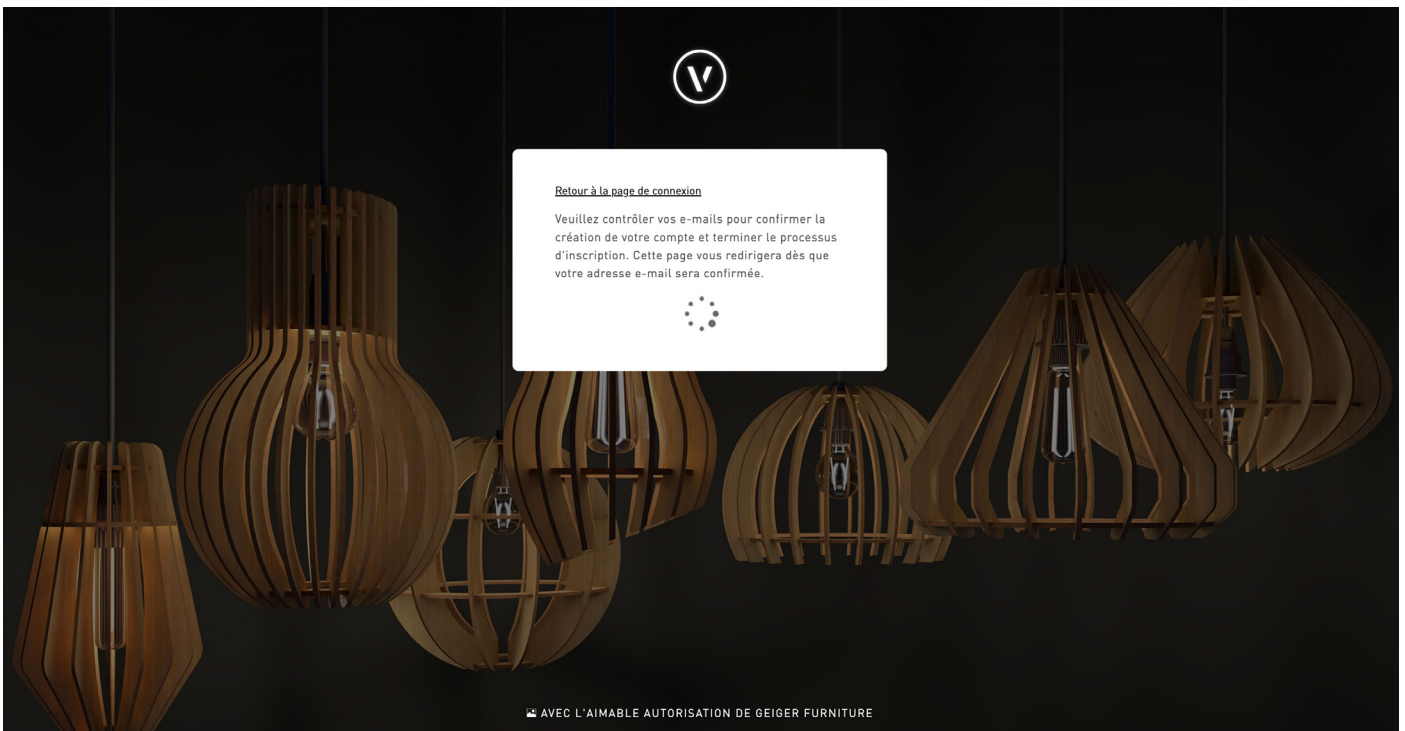 V
Retour à la page de connexion
Veuillez contrôler vos e-mails pour confirmer la
création de votre compte et terminer le processus
d'inscription. Cette page vous redirigera dès que
votre adresse e-mail sera confirmée.
AVEC L'AIMABLE AUTORISATION DE GEIGER FURNITURE